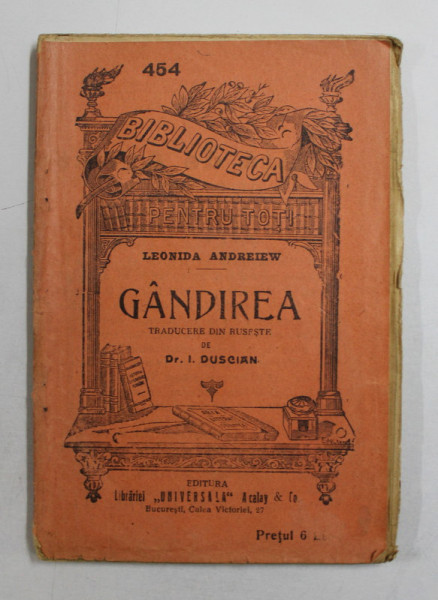 454
BIBLIOTECA
PENTRU TOȚI
LEONIDA ANDREIEW
GÂNDIREA
TRADUCERE DIN RUSEȘTE
DE
Dr. I. DUSCIAN
EDITURA
Librăriei „UNIVERSALA” Alcalay & Co
București, Calea Victoriei, 27
Prețul 6